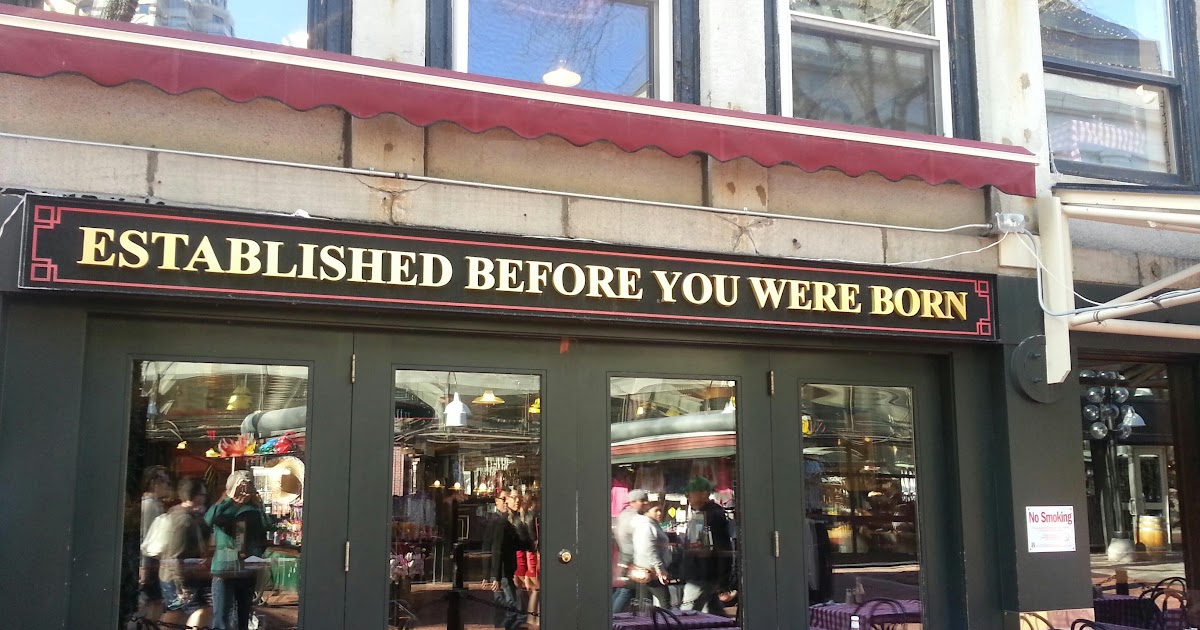 ESTABLISHED BEFORE YOU WERE BORN
No Smoking